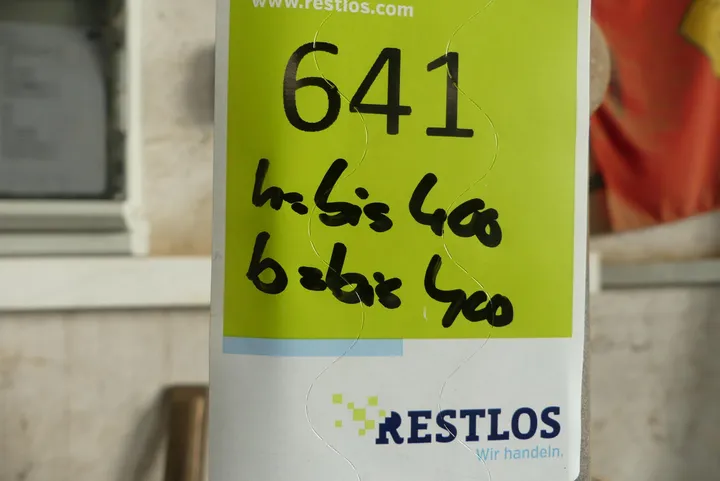 www.restlos.com
641
h= bis 400
b= bis 400
RESTLOS
Wir handeln.